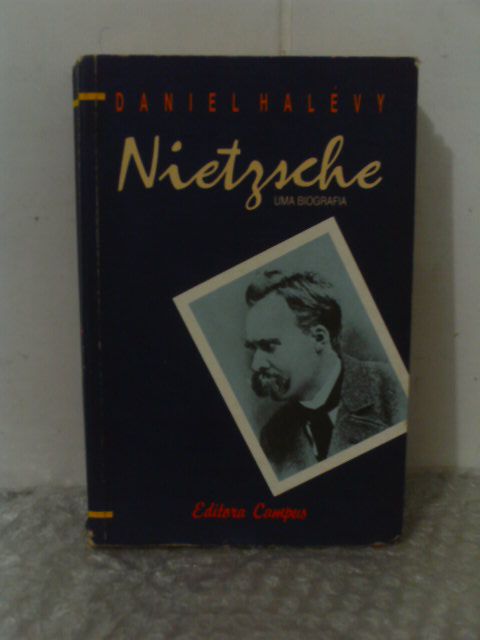 DANIEL HALÉVY
Nietzsche
UMA BIOGRAFIA
Editora Campus